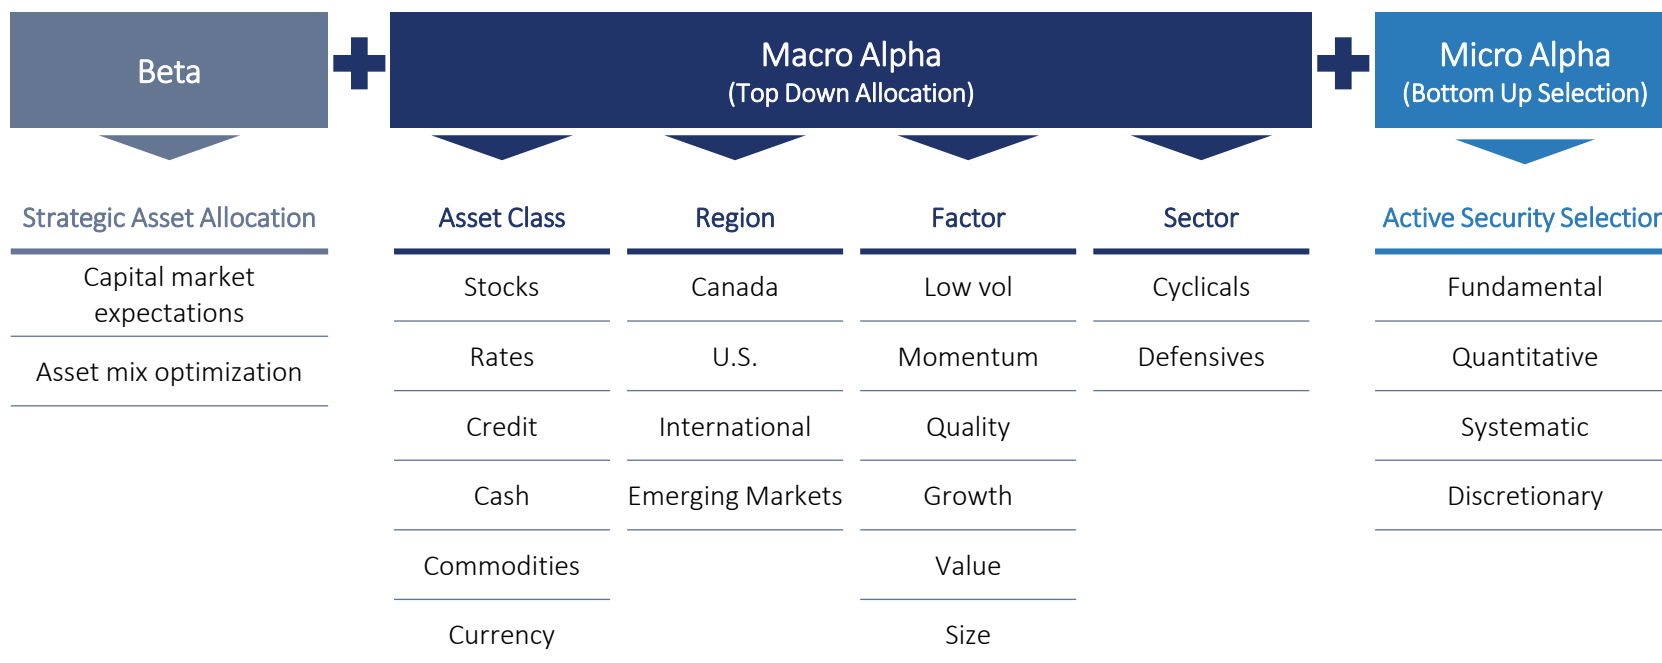 Beta
Macro Alpha
(Top Down Allocation)
Micro Alpha
(Bottom Up Selection)
Strategic Asset Allocation
Capital market
expectations
Asset mix optimization
Asset Class
Stocks
Rates
Credit
Cash
Commodities
Currency
Region
Canada
U.S.
International
Emerging Markets
Factor
Low vol
Momentum
Quality
Growth
Value
Size
Sector
Cyclicals
Defensives
Active Security Selection
Fundamental
Quantitative
Systematic
Discretionary